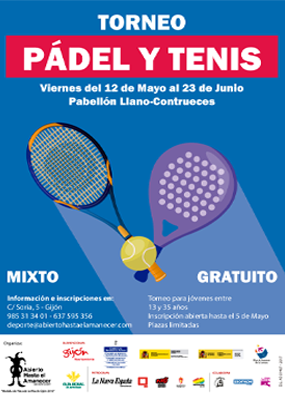 TORNEO
PÁDEL Y TENIS
Viernes del 12 de Mayo al 23 de Junio
Pabellón Llano-Contrueces
MIXTO
GRATUITO
Información e inscripciones en:
C/ Soria, 5 - Gijón
985 31 34 01 - 637 595 356
deporte@abiertohastaelamanecer.com
Torneo para jóvenes entre
13 y 35 años
Inscripción abierta hasta el 5 de Mayo
Plazas limitadas
Organiza:
Abierto
Hasta el
Amanecer
gijón
La Nueva España